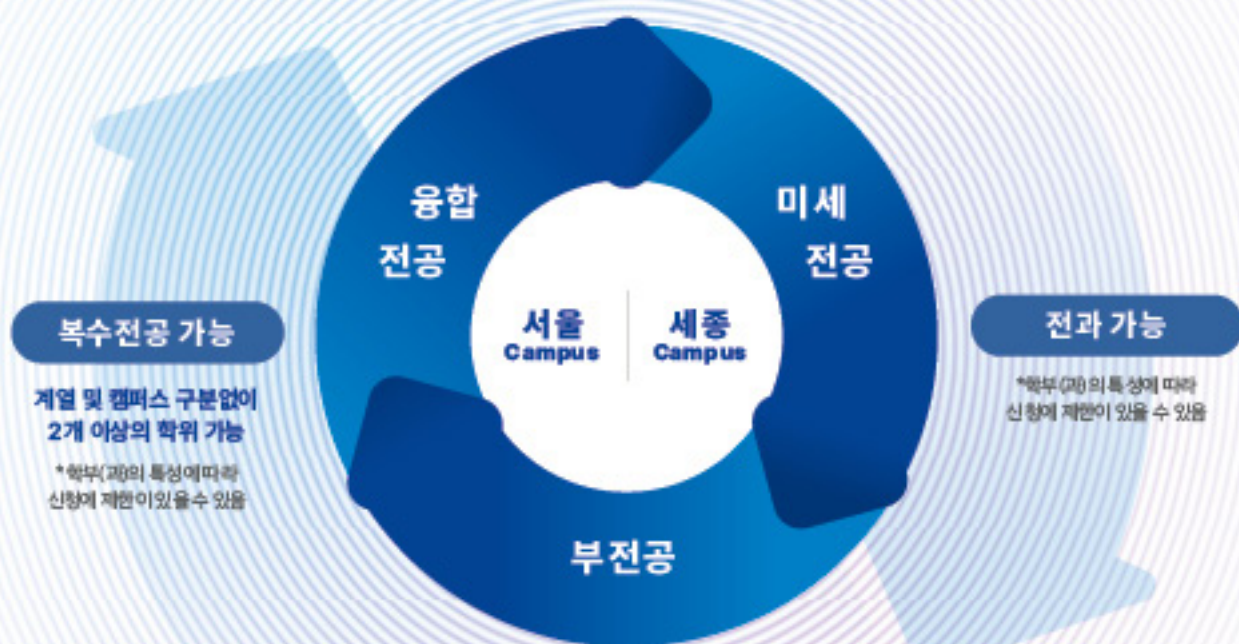 융합
전공
미세
전공
서울
Campus
세종
Campus
부전공
복수전공 가능
계열 및 캠퍼스 구분없이
2개 이상의 학위 가능
*학부(과)의 특성에 따라
신청에 제한이 있을 수 있음
전과 가능
*학부(과)의 특성에 따라
신청에 제한이 있을 수 있음